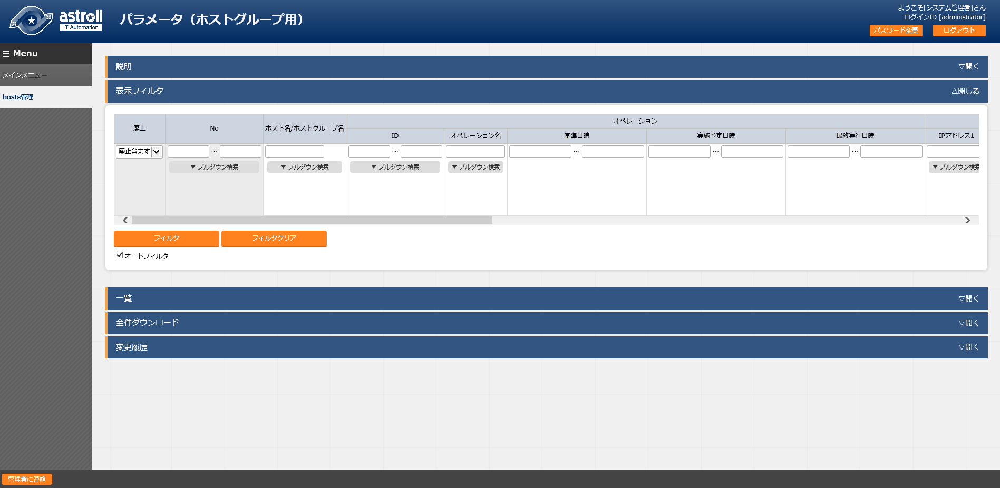 astroll
IT Automation
パラメータ（ホストグループ用）
ようこそ[システム管理者]さん
ログインID [administrator]
パスワード変更
ログアウト
Menu
メインメニュー
hosts管理
説明
▽開く
表示フィルタ
△閉じる
廃止
No
ホスト名/ホストグループ名
オペレーション
ID
オペレーション名
基準日時
実施予定日時
最終実行日時
IPアドレス1
廃止含まず
～
～
～
～
～
▼ プルダウン検索
▼ プルダウン検索
▼ プルダウン検索
▼ プルダウン検索
▼ プルダウン検索
フィルタ
フィルタクリア
オートフィルタ
一覧
▽開く
全件ダウンロード
▽開く
変更履歴
▽開く
管理者に連絡